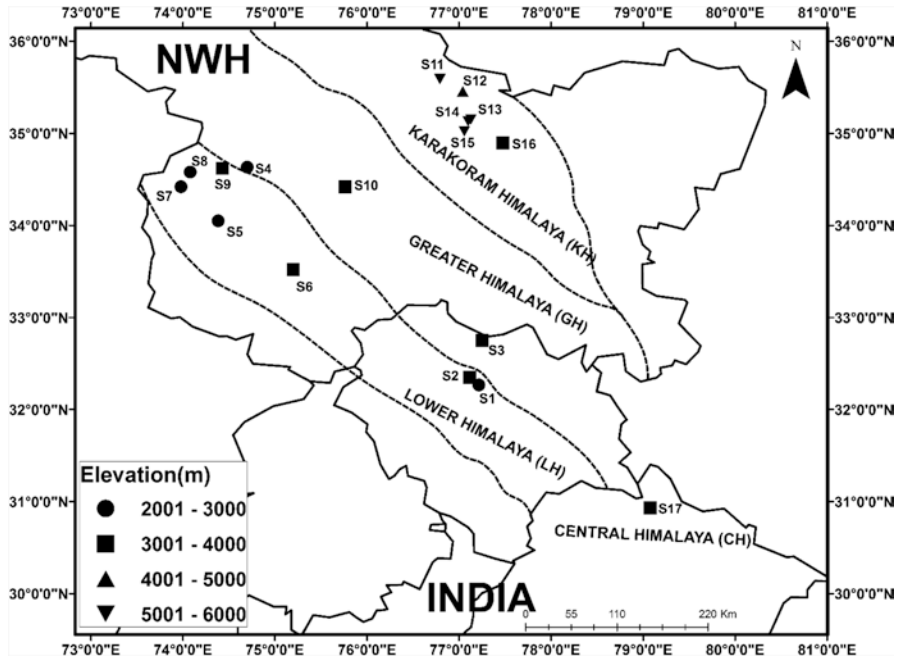 73°0'0"E 74°0'0"E 75°0'0"E 76°0'0"E 77°0'0"E 78°0'0"E 79°0'0"E 80°0'0"E 81°0'0"E
36°0'0"N
36°0'0"N
NWH
N
S11
S12
S14
S13
S15
S16
35°0'0"N
35°0'0"N
KARAKORAM HIMALAYA (KH)
S8
S4
S9
S7
S10
S5
34°0'0"N
34°0'0"N
GREATER HIMALAYA (GH)
S6
33°0'0"N
33°0'0"N
S3
S2
S1
32°0'0"N
32°0'0"N
LOWER HIMALAYA (LH)
31°0'0"N
31°0'0"N
S17
CENTRAL HIMALAYA (CH)
30°0'0"N
30°0'0"N
INDIA
Elevation(m)
2001 - 3000
3001 - 4000
4001 - 5000
5001 - 6000
0 55 110 220 Km
73°0'0"E 74°0'0"E 75°0'0"E 76°0'0"E 77°0'0"E 78°0'0"E 79°0'0"E 80°0'0"E 81°0'0"E